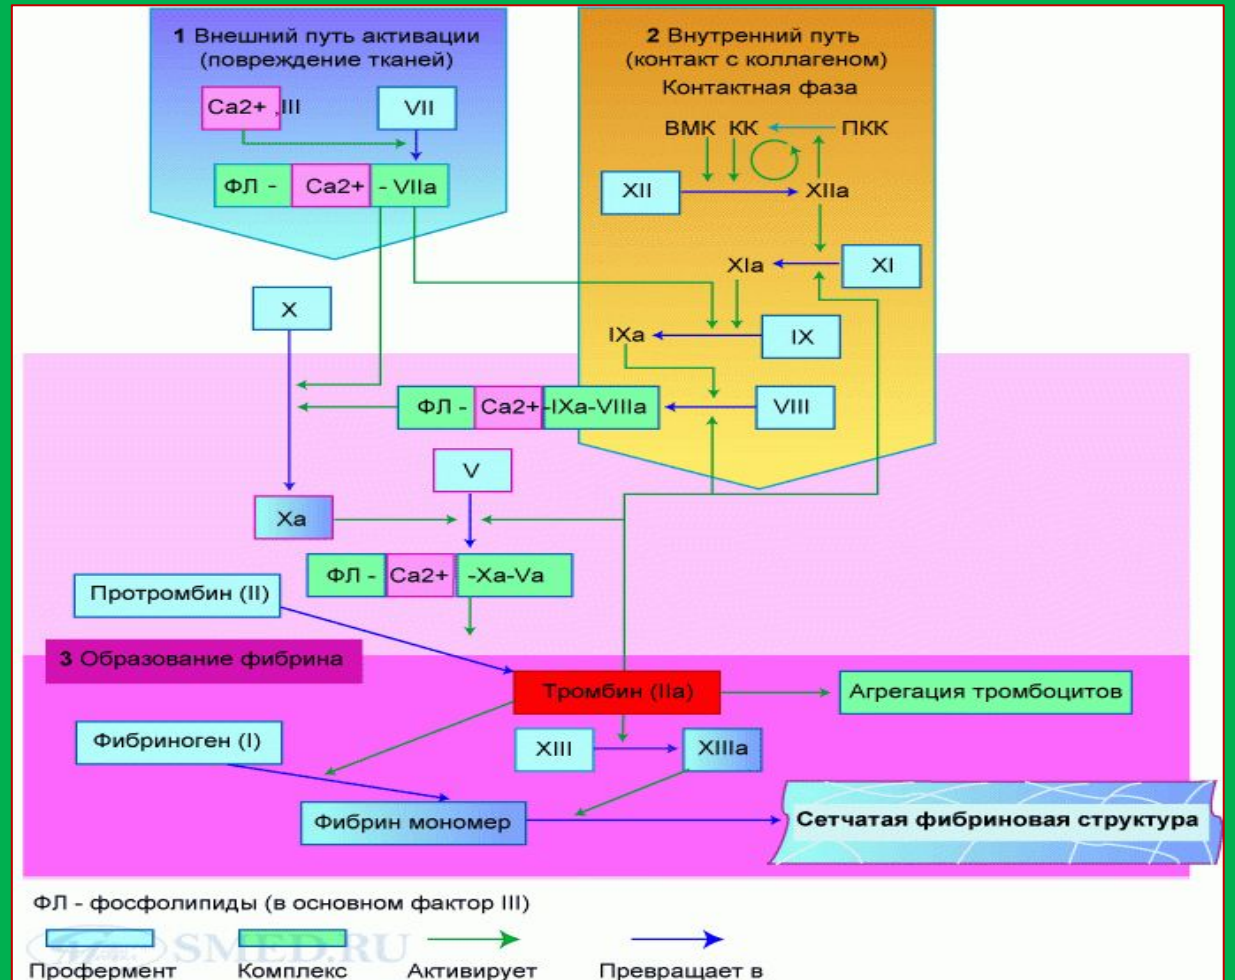 1 Внешний путь активации
(повреждение тканей)
Ca2+ ,III
VII
ФЛ - Ca2+ - VIIa
2 Внутренний путь
(контакт с коллагеном)
Контактная фаза
ВМК КК ПКК
XII XIIa
XIa XI
IXa IX
X
ФЛ - Ca2+ -IXa-VIIIa VIII
V
Xa
ФЛ - Ca2+ -Xa-Va
Протромбин (II)
3 Образование фибрина
Тромбин (IIa)
Агрегация тромбоцитов
Фибриноген (I)
XIII XIIIa
Фибрин мономер
Сетчатая фибриновая структура
ФЛ - фосфолипиды (в основном фактор III)
SMED.RU
Профермент Комплекс Активирует Превращает в